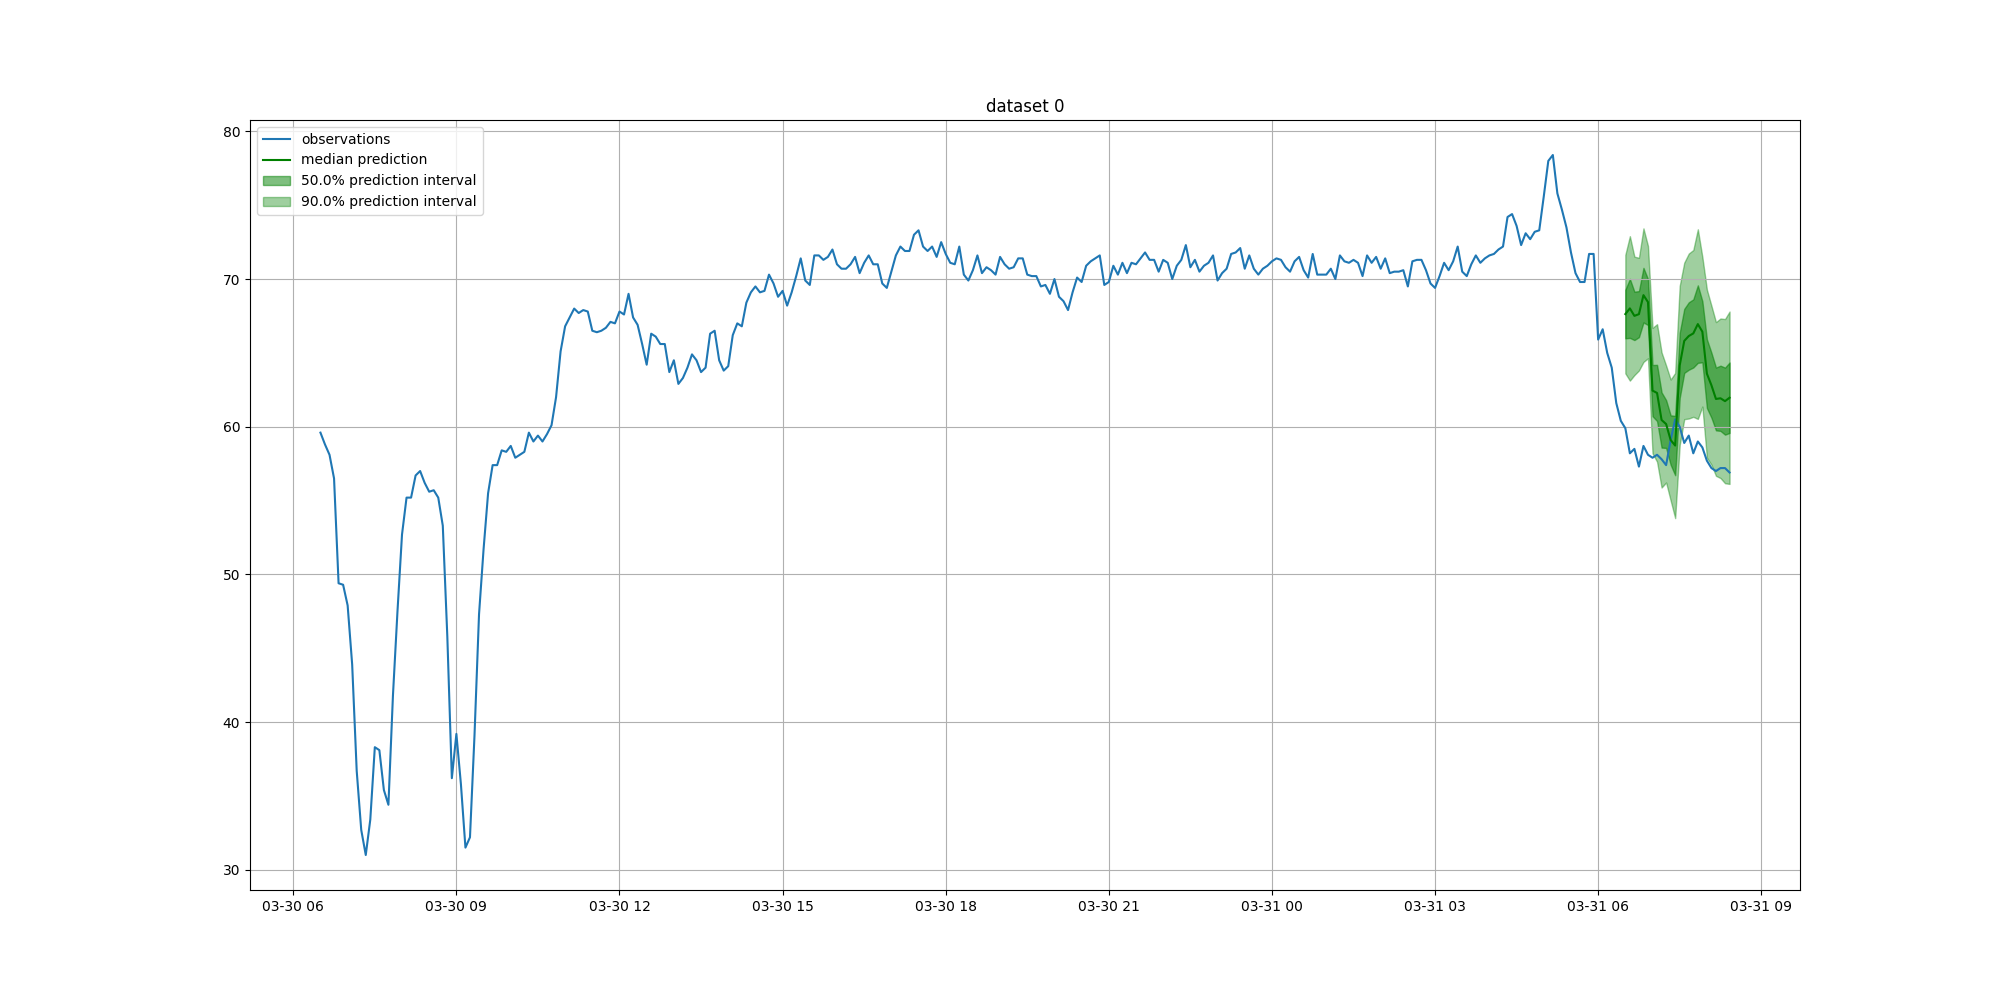 dataset 0
observations
median prediction
50.0% prediction interval
90.0% prediction interval
80
70
60
50
40
30
03-30 06 03-30 09 03-30 12 03-30 15 03-30 18 03-30 21 03-31 00 03-31 03 03-31 06 03-31 09